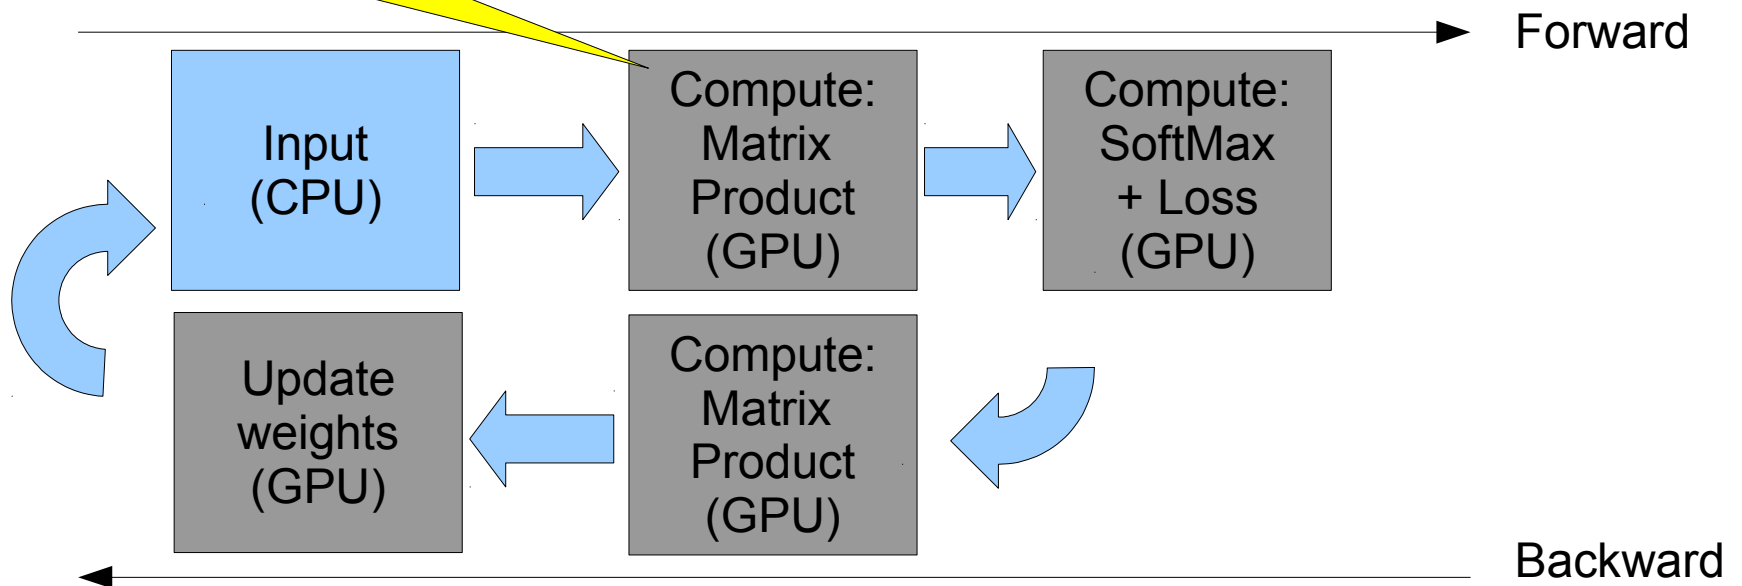 Forward
Input
(CPU)
Compute:
Matrix
Product
(GPU)
Compute:
SoftMax
+ Loss
(GPU)
Update
weights
(GPU)
Compute:
Matrix
Product
(GPU)
Backward